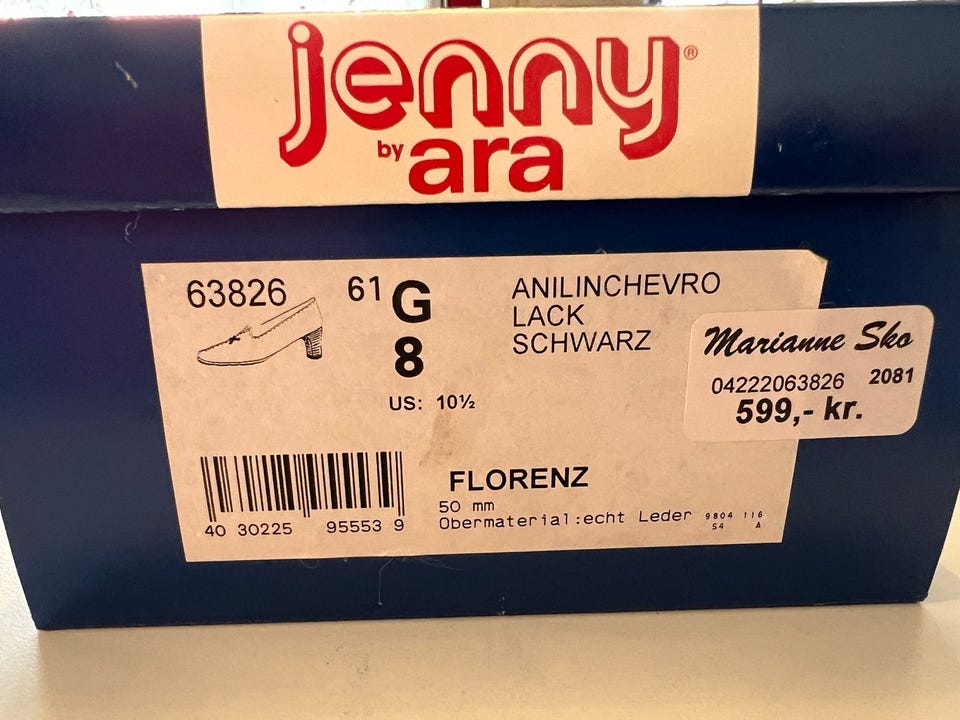 jenny®
by ara
63826
61 G
8
US: 10½
ANILINCHEVRO
LACK
SCHWARZ
Marianne Sko
04222063826 2081
599,- kr.
40 30225 95553 9
FLORENZ
50 mm
Obermaterial:echt Leder
9804 116
S4 A